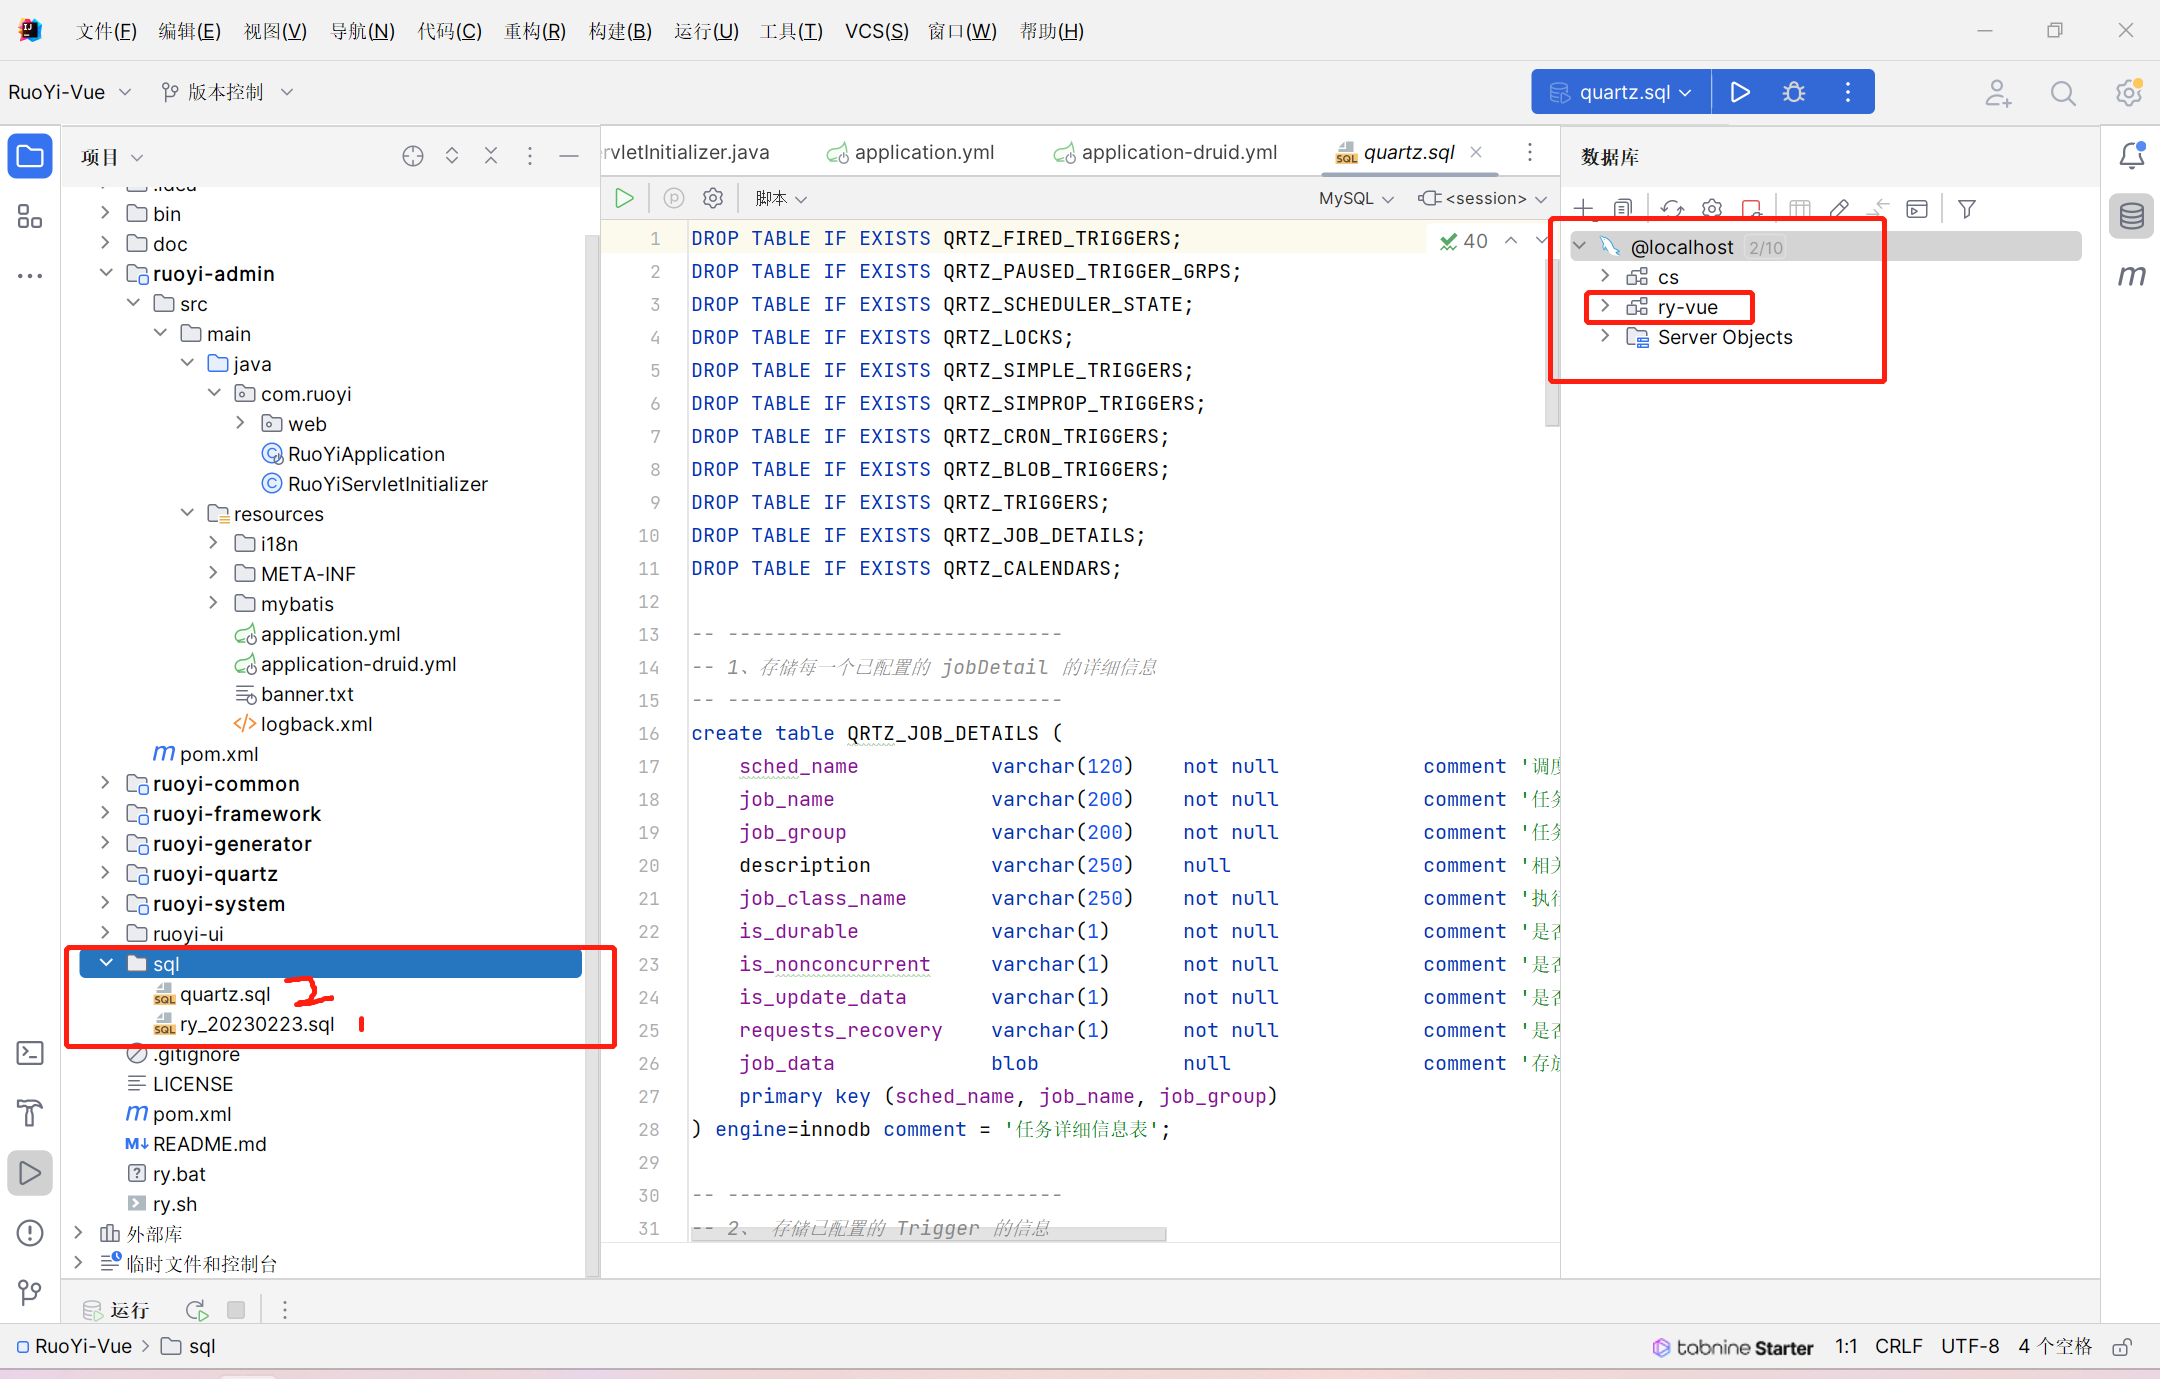 文件(F) 编辑(E) 视图(V) 导航(N) 代码(C) 重构(R) 构建(B) 运行(U) 工具(T) VCS(S) 窗口(W) 帮助(H)
RuoYi-Vue 版本控制 quartz.sql
项目
bin
doc
ruoyi-admin
src
main
java
com.ruoyi
web
RuoYiApplication
RuoYiServletInitializer
resources
i18n
META-INF
mybatis
application.yml
application-druid.yml
banner.txt
logback.xml
pom.xml
ruoyi-common
ruoyi-framework
ruoyi-generator
ruoyi-quartz
ruoyi-system
ruoyi-ui
sql
quartz.sql 2
ry_20230223.sql 1
.gitignore
LICENSE
pom.xml
README.md
ry.bat
ry.sh
外部库
临时文件和控制台
rvletInitializer.java application.yml application-druid.yml quartz.sql
脚本 MySQL <session>
40
1 DROP TABLE IF EXISTS QRTZ_FIRED_TRIGGERS;
2 DROP TABLE IF EXISTS QRTZ_PAUSED_TRIGGER_GRPS;
3 DROP TABLE IF EXISTS QRTZ_SCHEDULER_STATE;
4 DROP TABLE IF EXISTS QRTZ_LOCKS;
5 DROP TABLE IF EXISTS QRTZ_SIMPLE_TRIGGERS;
6 DROP TABLE IF EXISTS QRTZ_SIMPROP_TRIGGERS;
7 DROP TABLE IF EXISTS QRTZ_CRON_TRIGGERS;
8 DROP TABLE IF EXISTS QRTZ_BLOB_TRIGGERS;
9 DROP TABLE IF EXISTS QRTZ_TRIGGERS;
10 DROP TABLE IF EXISTS QRTZ_JOB_DETAILS;
11 DROP TABLE IF EXISTS QRTZ_CALENDARS;
12
13 -- ----------------------------
14 -- 1、存储每一个已配置的 jobDetail 的详细信息
15 -- ----------------------------
16 create table QRTZ_JOB_DETAILS (
17 sched_name varchar(120) not null comment '调度
18 job_name varchar(200) not null comment '任务
19 job_group varchar(200) not null comment '任务
20 description varchar(250) null comment '相关
21 job_class_name varchar(250) not null comment '执行
22 is_durable varchar(1) not null comment '是否
23 is_nonconcurrent varchar(1) not null comment '是否
24 is_update_data varchar(1) not null comment '是否
25 requests_recovery varchar(1) not null comment '是否
26 job_data blob null comment '存放
27 primary key (sched_name, job_name, job_group)
28 ) engine=innodb comment = '任务详细信息表';
29
30 -- ----------------------------
31 -- 2、 存储已配置的 Trigger 的信息
数据库
@localhost 2/10
cs
ry-vue
Server Objects
运行
RuoYi-Vue > sql
tabnine Starter 1:1 CRLF UTF-8 4 个空格